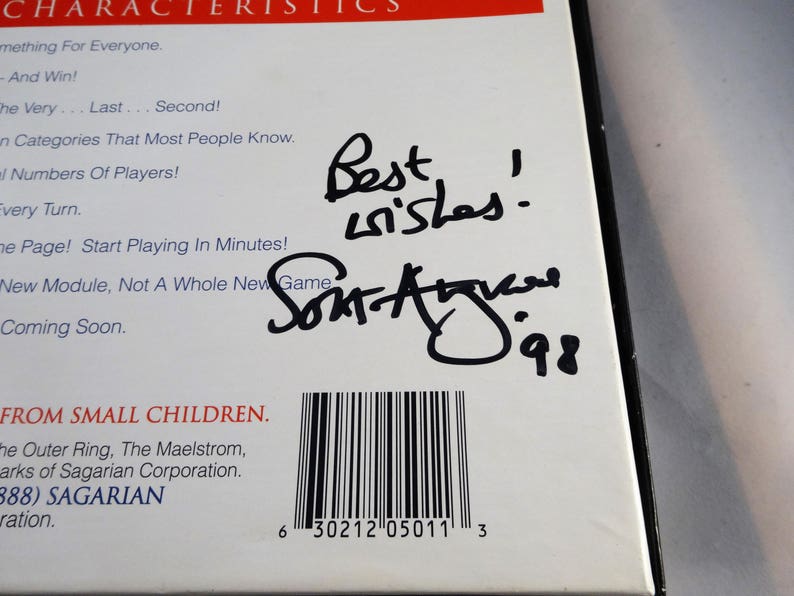 CHARACTERISTICS
mething For Everyone.
- And Win!
he Very . . . Last . . . Second!
n Categories That Most People Know.
l Numbers Of Players!
Every Turn.
ne Page! Start Playing In Minutes!
New Module, Not A Whole New Game
Coming Soon.
Best
wishes!
'98
FROM SMALL CHILDREN.
he Outer Ring, The Maelstrom,
arks of Sagarian Corporation.
888) SAGARIAN
ration.
6 30212 05011 3